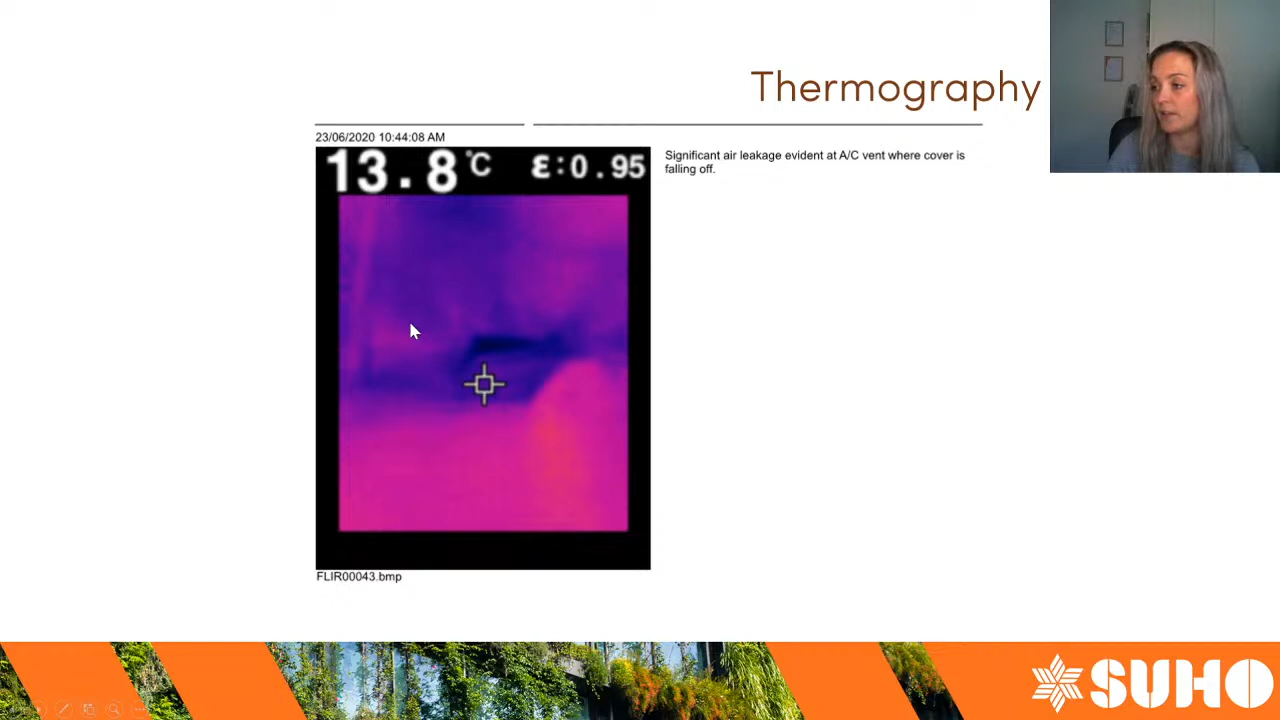 Thermography
23/06/2020 10:44:08 AM
13.8 °C ε:0.95
Significant air leakage evident at A/C vent where cover is
falling off.
FLIR00043.bmp
SUHO